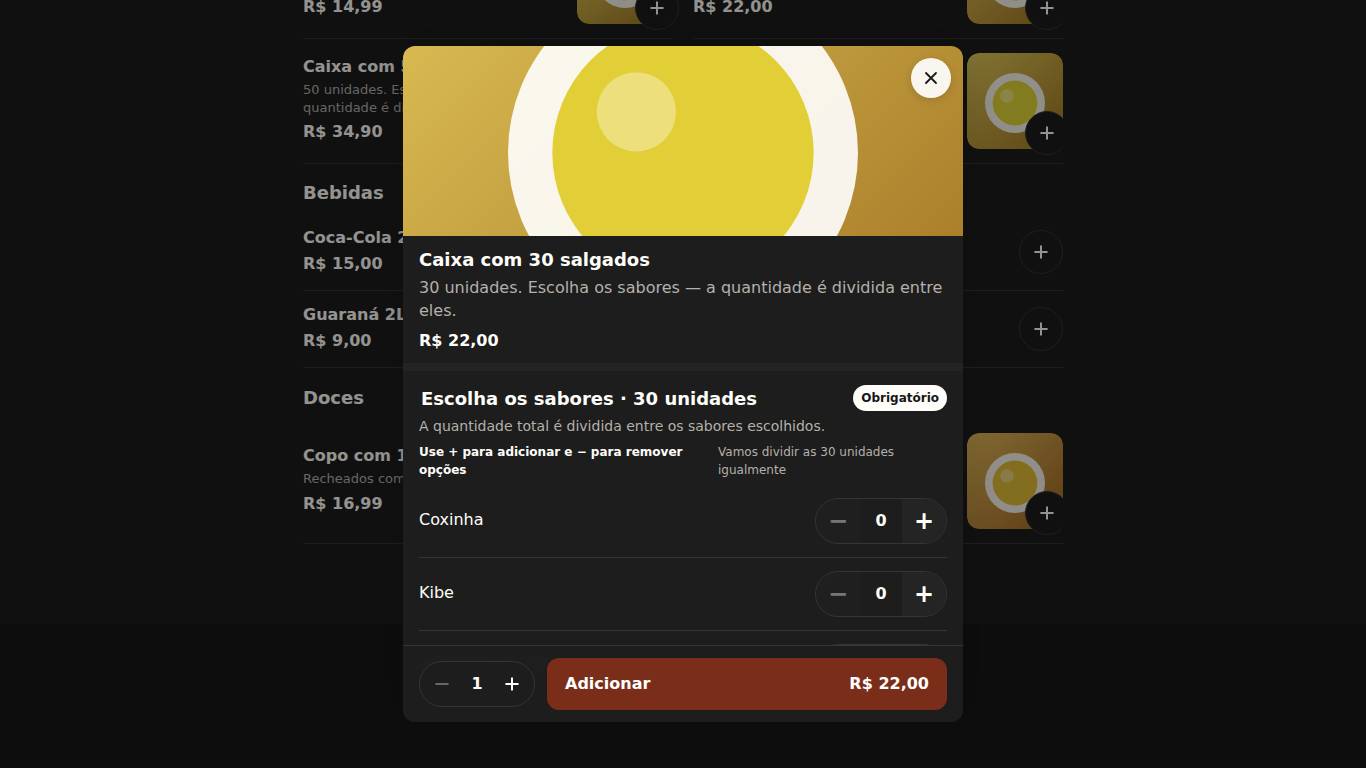 R$ 14,99
R$ 22,00
Caixa com
50 unidades.
quantidade é
R$ 34,90
Bebidas
Coca-Cola
R$ 15,00
Guaraná 2L
R$ 9,00
Doces
Copo com
Recheados com
R$ 16,99
Caixa com 30 salgados
30 unidades. Escolha os sabores — a quantidade é dividida entre
eles.
R$ 22,00
Escolha os sabores · 30 unidades
Obrigatório
A quantidade total é dividida entre os sabores escolhidos.
Use + para adicionar e − para remover
opções
Vamos dividir as 30 unidades
igualmente
Coxinha
− 0 +
Kibe
− 0 +
− 1 +
Adicionar R$ 22,00